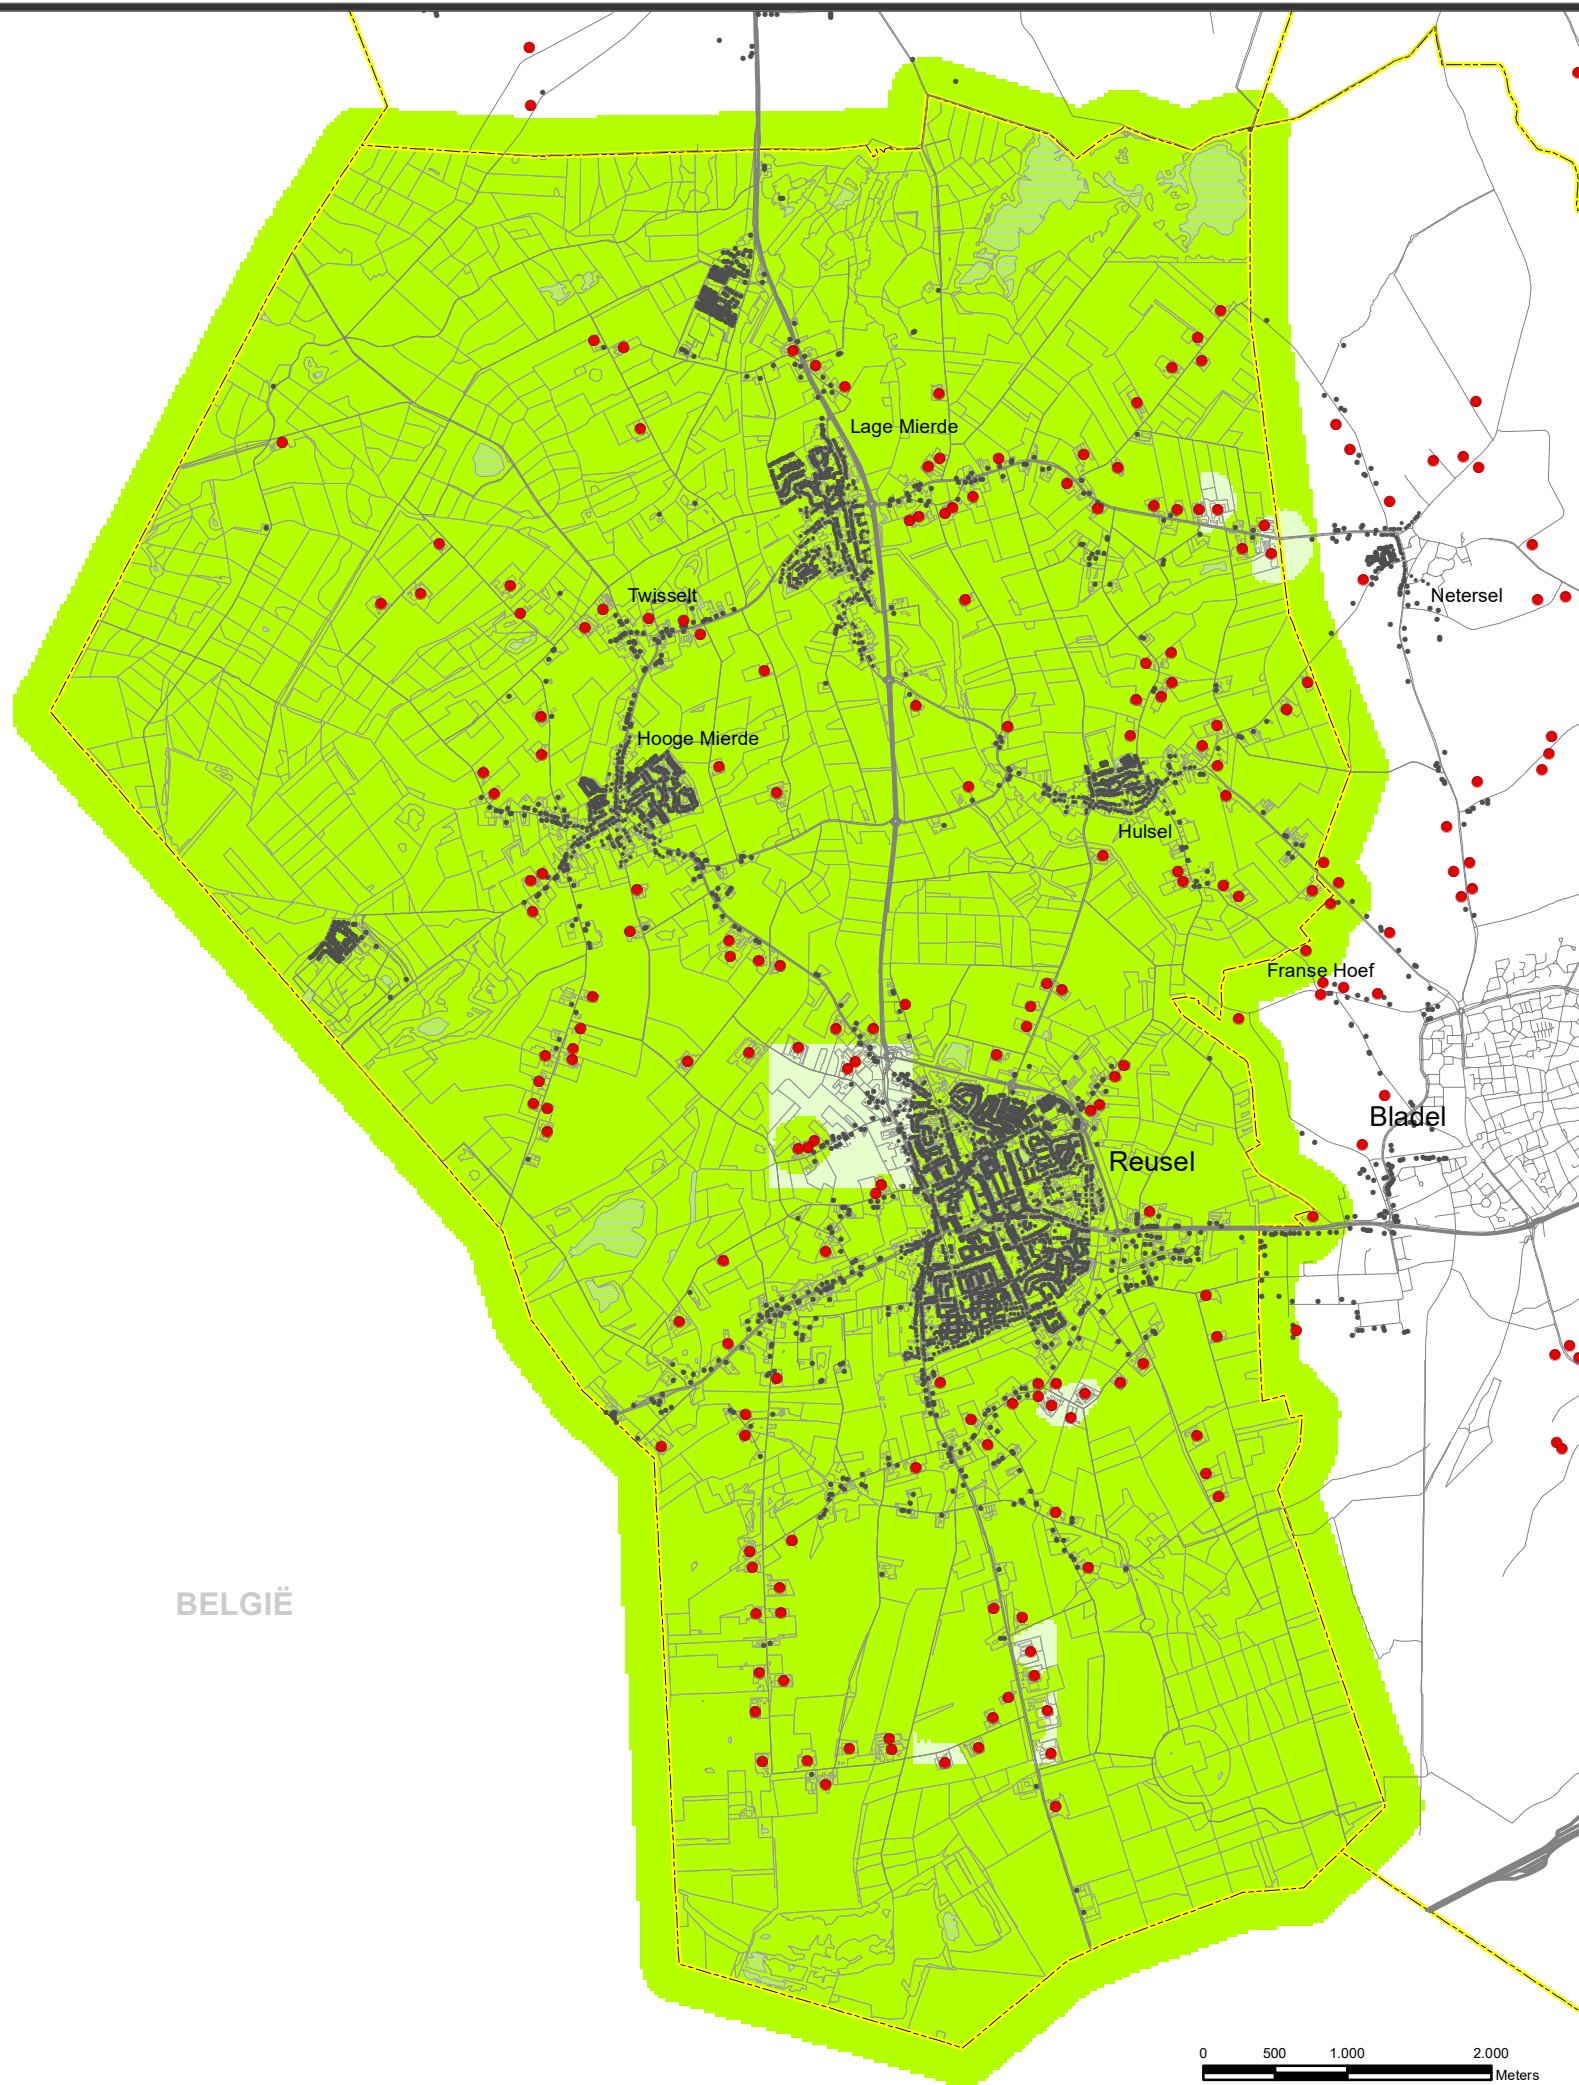 Lage Mierde
Twisselt
Netersel
Hooge Mierde
Hulsel
Franse Hoef
Bladel
Reusel
BELGIË
0 500 1.000 2.000
Meters